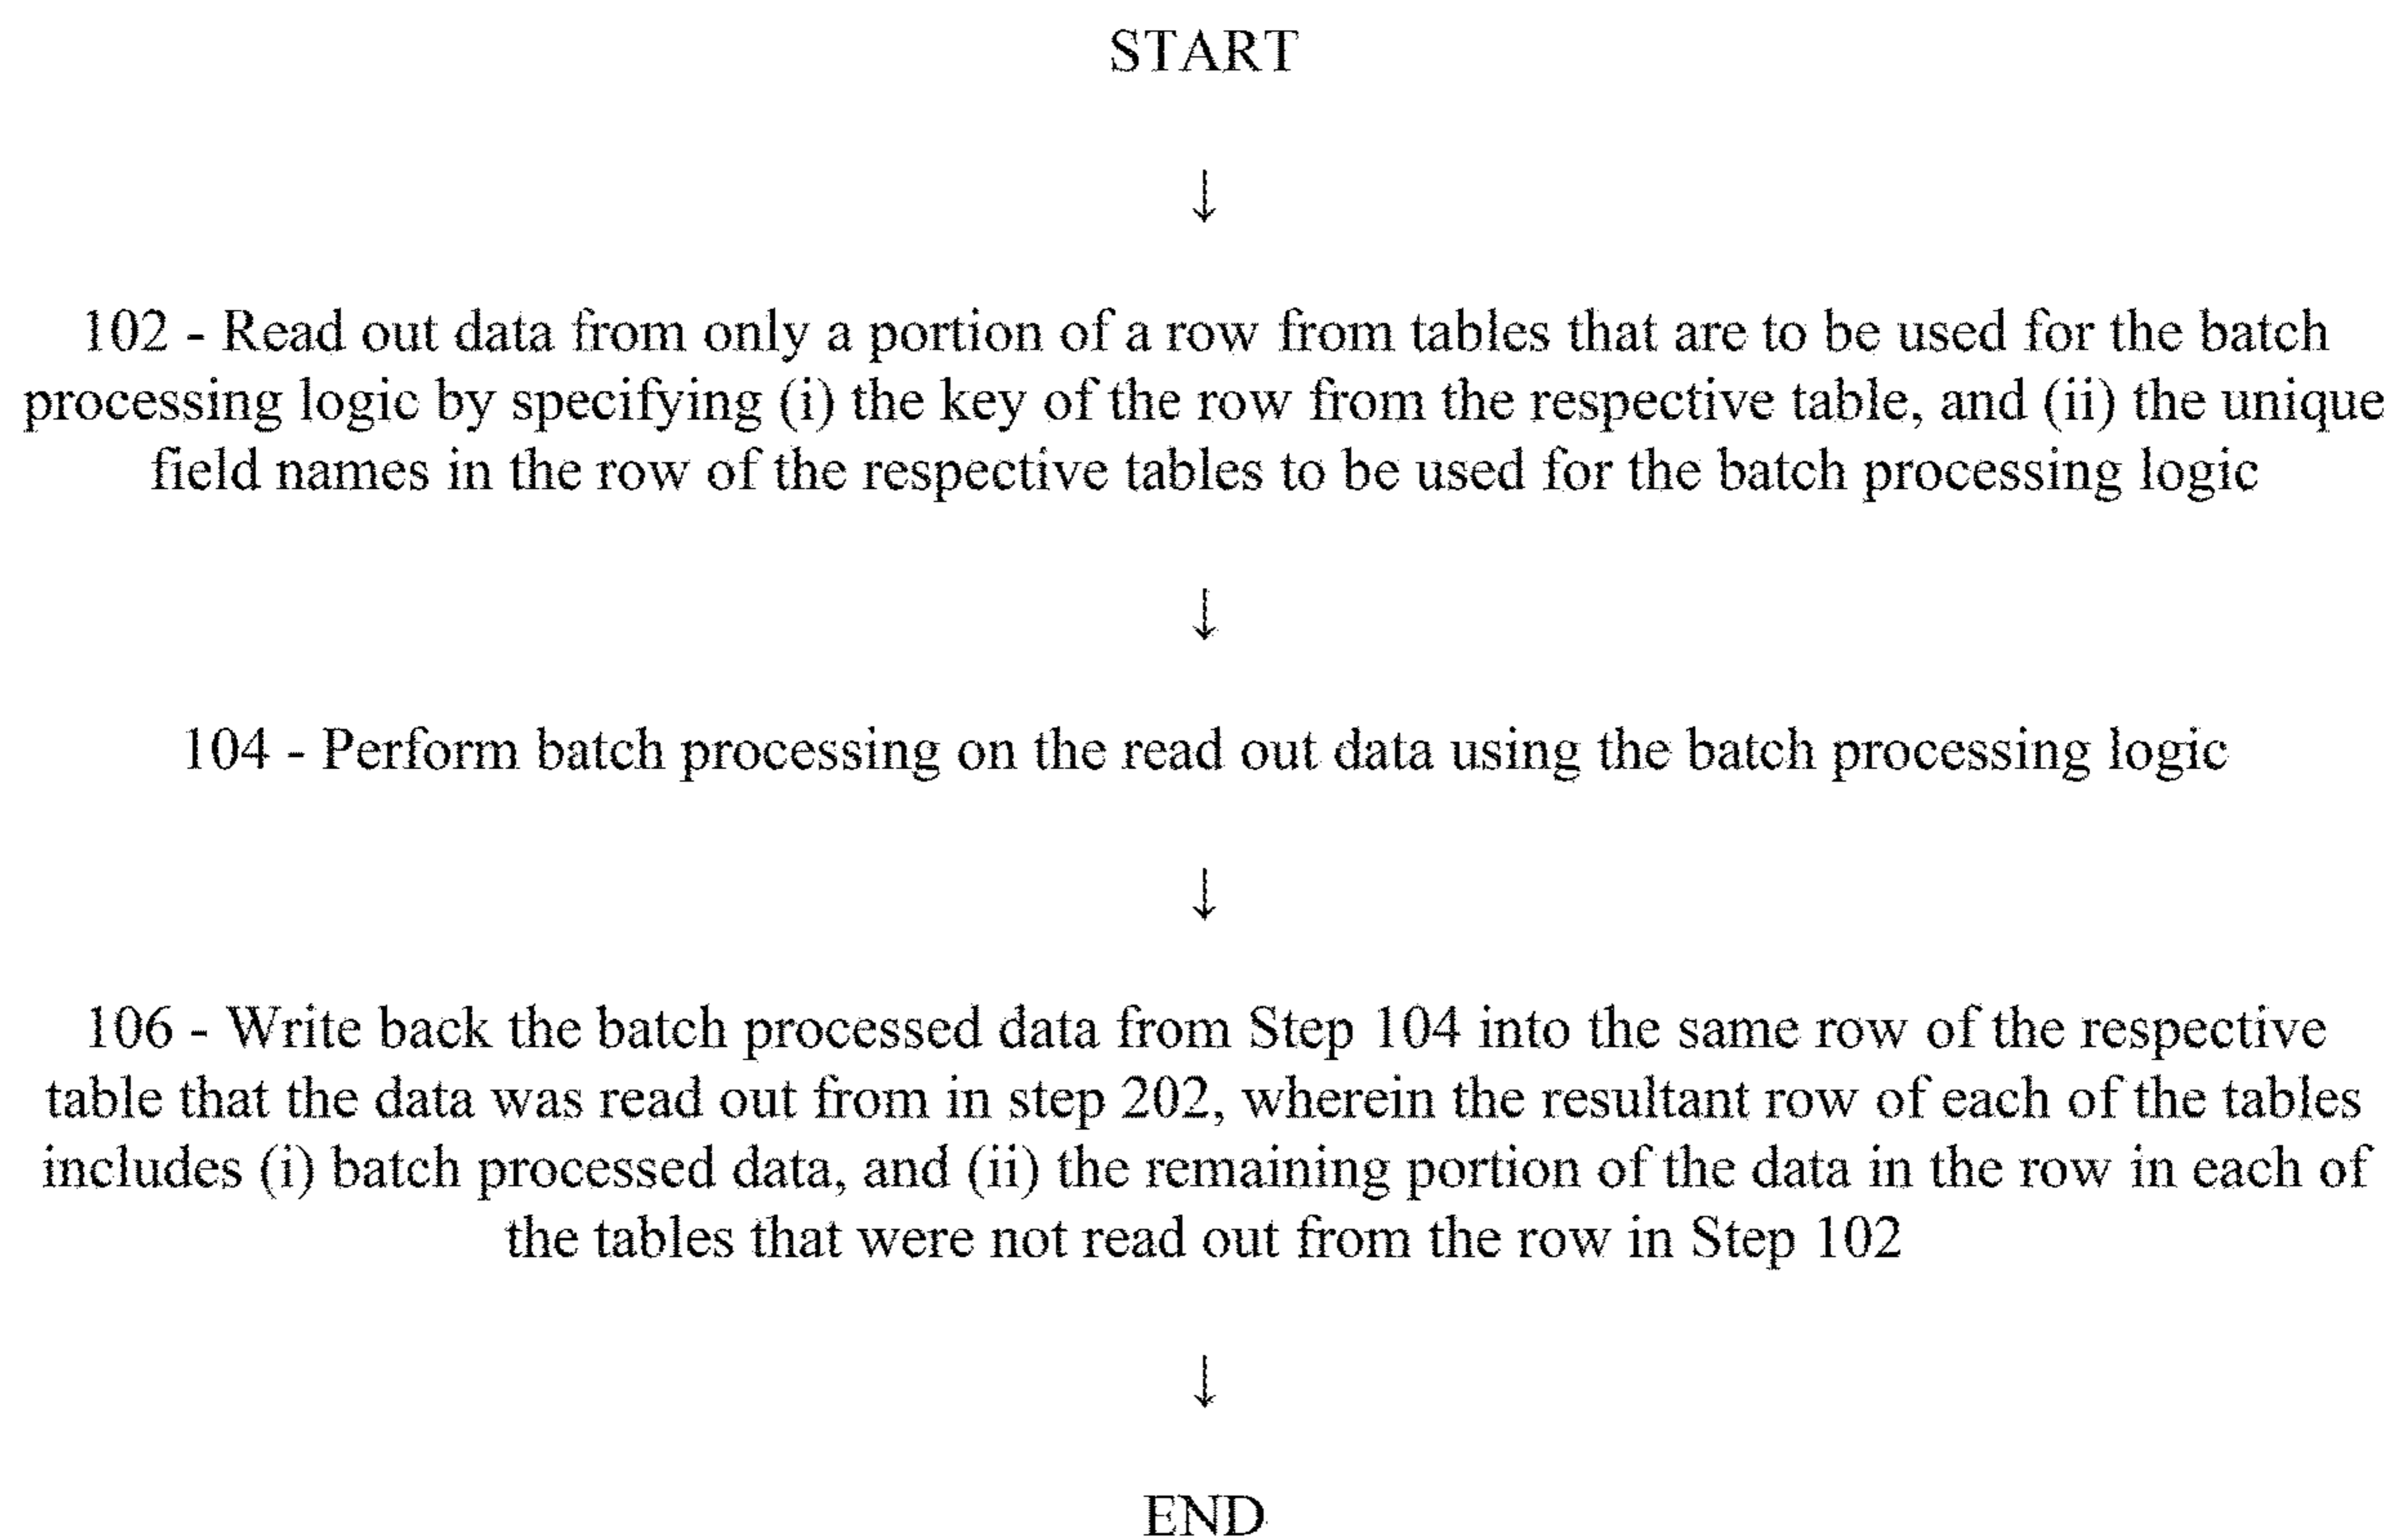 START
↓
102 - Read out data from only a portion of a row from tables that are to be used for the batch
processing logic by specifying (i) the key of the row from the respective table, and (ii) the unique
field names in the row of the respective tables to be used for the batch processing logic
↓
104 - Perform batch processing on the read out data using the batch processing logic
↓
106 - Write back the batch processed data from Step 104 into the same row of the respective
table that the data was read out from in step 202, wherein the resultant row of each of the tables
includes (i) batch processed data, and (ii) the remaining portion of the data in the row in each of
the tables that were not read out from the row in Step 102
↓
END